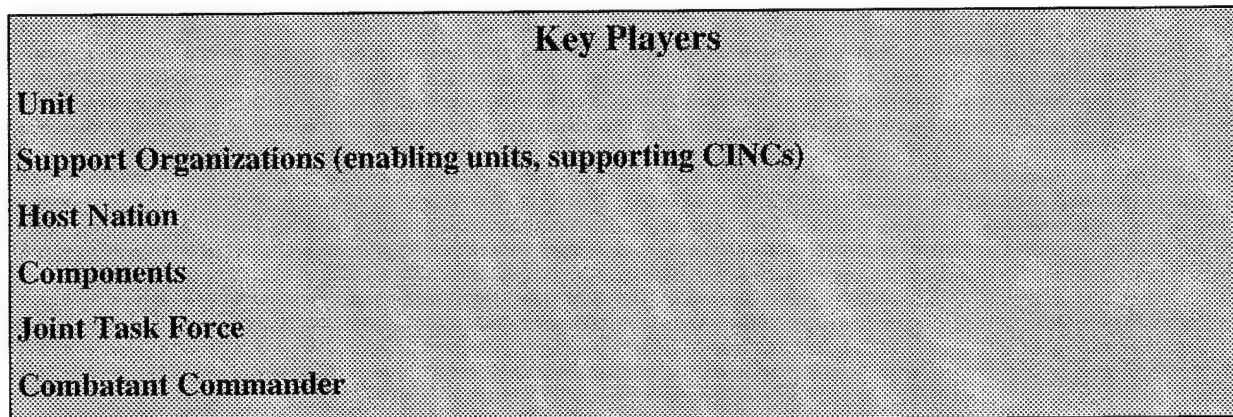 Key Players
Unit
Support Organizations (enabling units, supporting CINCs)
Host Nation
Components
Joint Task Force
Combatant Commander